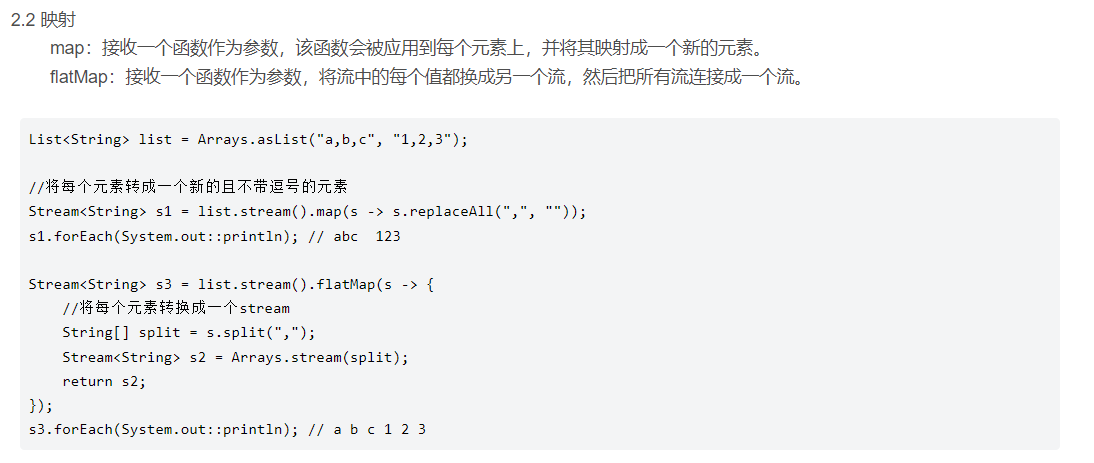 2.2 映射
map：接收一个函数作为参数，该函数会被应用到每个元素上，并将其映射成一个新的元素。
flatMap：接收一个函数作为参数，将流中的每个值都换成另一个流，然后把所有流连接成一个流。
List<String> list = Arrays.asList("a,b,c", "1,2,3");
//将每个元素转成一个新的且不带逗号的元素
Stream<String> s1 = list.stream().map(s -> s.replaceAll(",", ""));
s1.forEach(System.out::println); // abc  123
Stream<String> s3 = list.stream().flatMap(s -> {
    //将每个元素转换成一个stream
    String[] split = s.split(",");
    Stream<String> s2 = Arrays.stream(split);
    return s2;
});
s3.forEach(System.out::println); // a b c 1 2 3